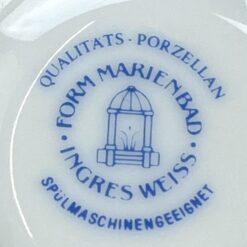 QUALITATS - PORZELLAN
· FORM MARIENBAD ·
INGRES WEISS
SPÜLMASCHINENGEEIGNET